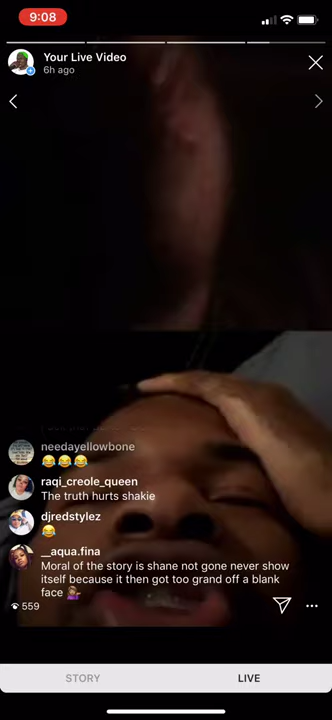 9:08
Your Live Video
6h ago
needayellowbone
😂😂😂
raqi_creole_queen
The truth hurts shakie
djredstylez
😂
__aqua.fina
Moral of the story is shane not gone never show
itself because it then got too grand off a blank
face 💁🏽‍♀️
559
STORY
LIVE